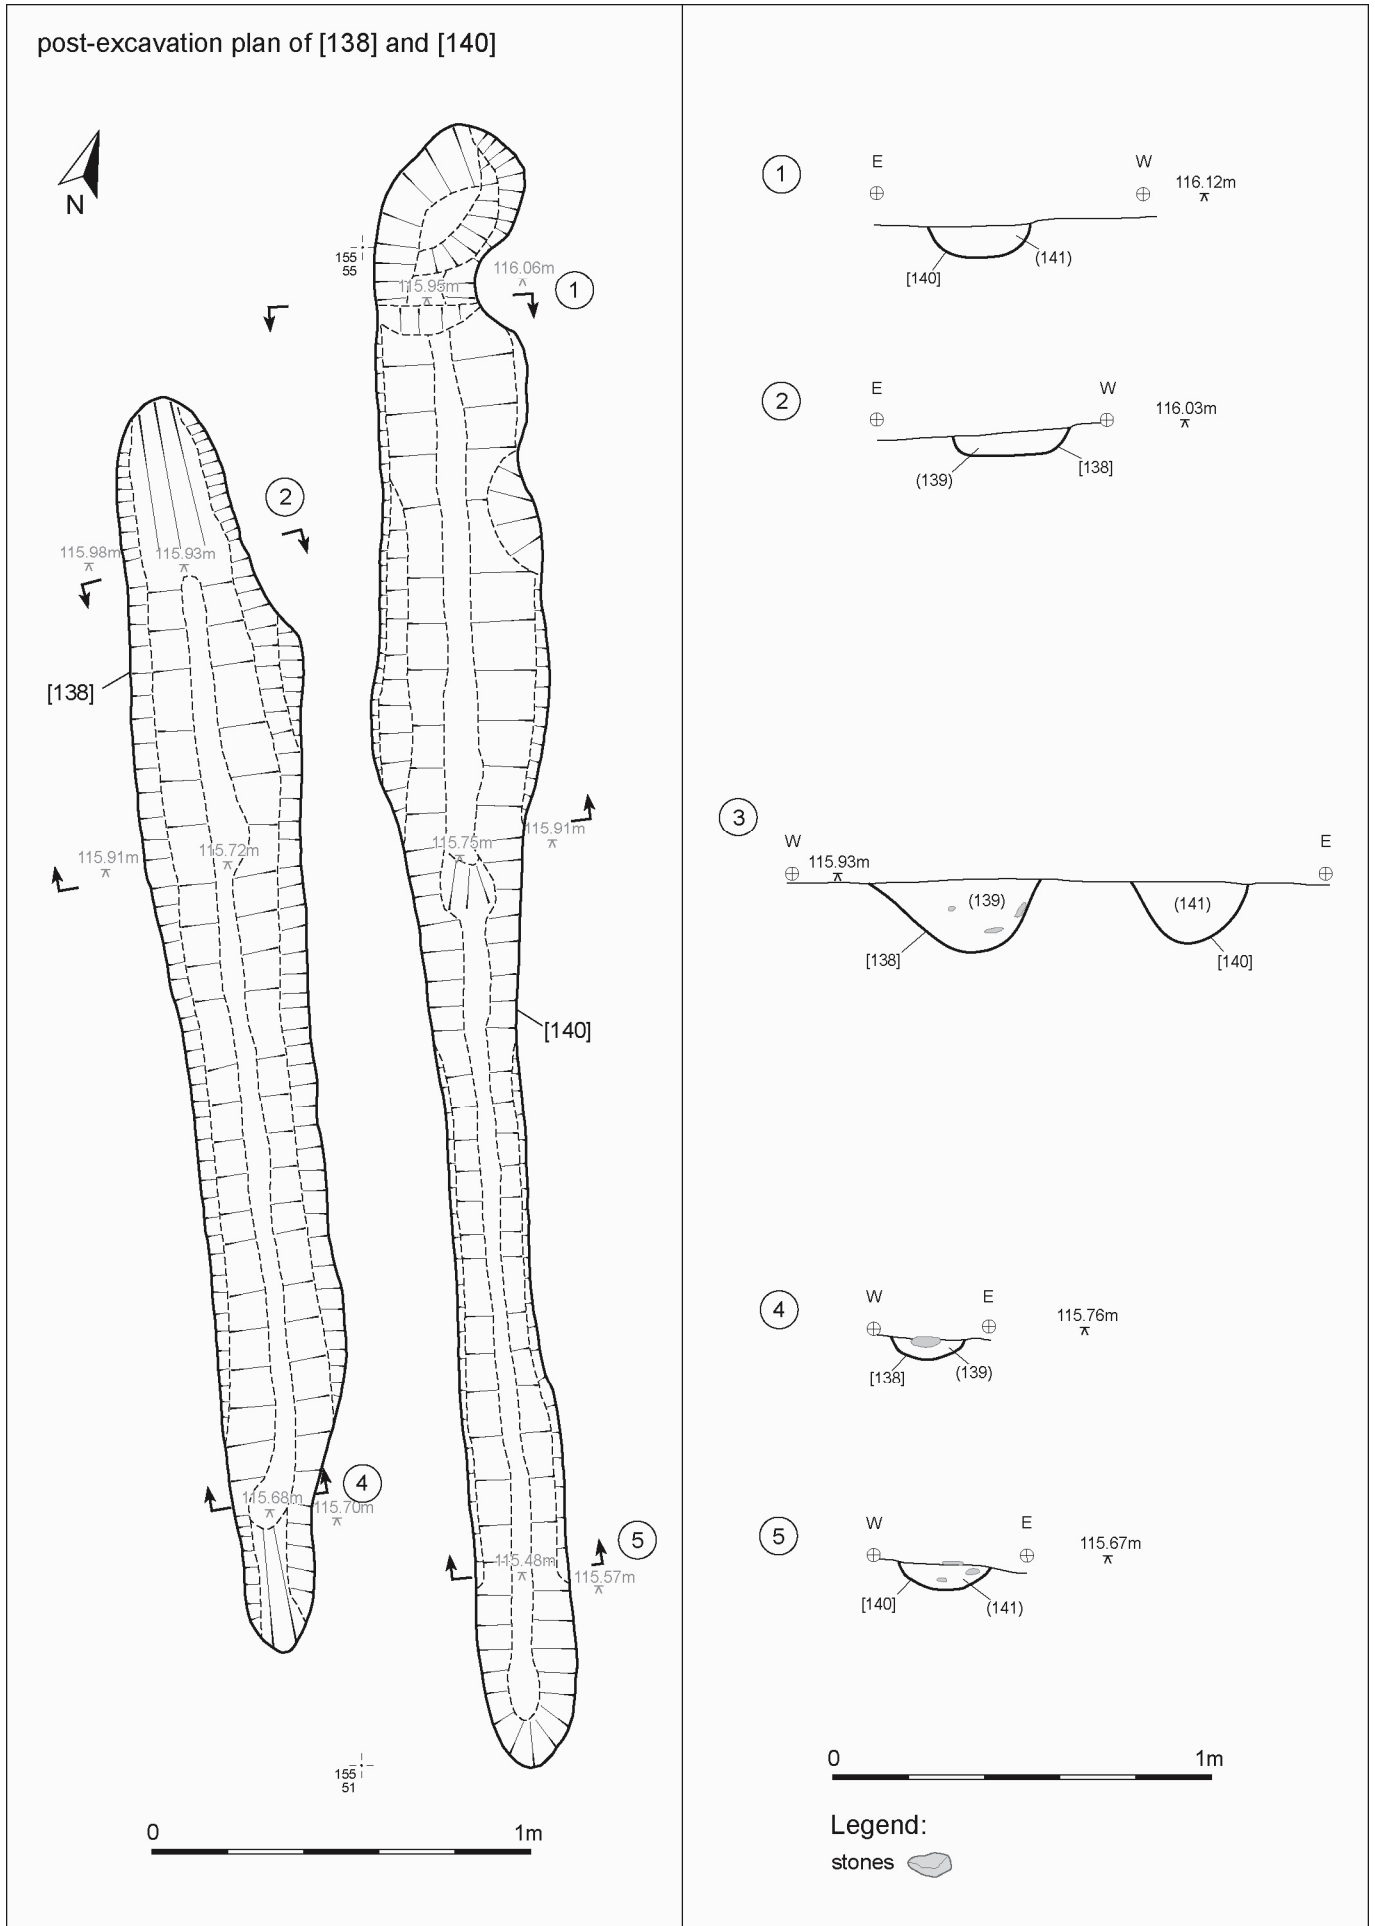 post-excavation plan of [138] and [140]
N
155
55
115.95m
116.06m
1
2
115.98m
115.93m
[138]
115.91m
115.72m
115.75m
115.91m
[140]
4
115.68m
115.70m
5
115.48m
115.57m
155
51
0 1m
1
E W
116.12m
[140]
(141)
2
E W
116.03m
(139)
[138]
3
W E
115.93m
(139)
(141)
[138]
[140]
4
W E
115.76m
[138]
(139)
5
W E
115.67m
[140]
(141)
0 1m
Legend:
stones